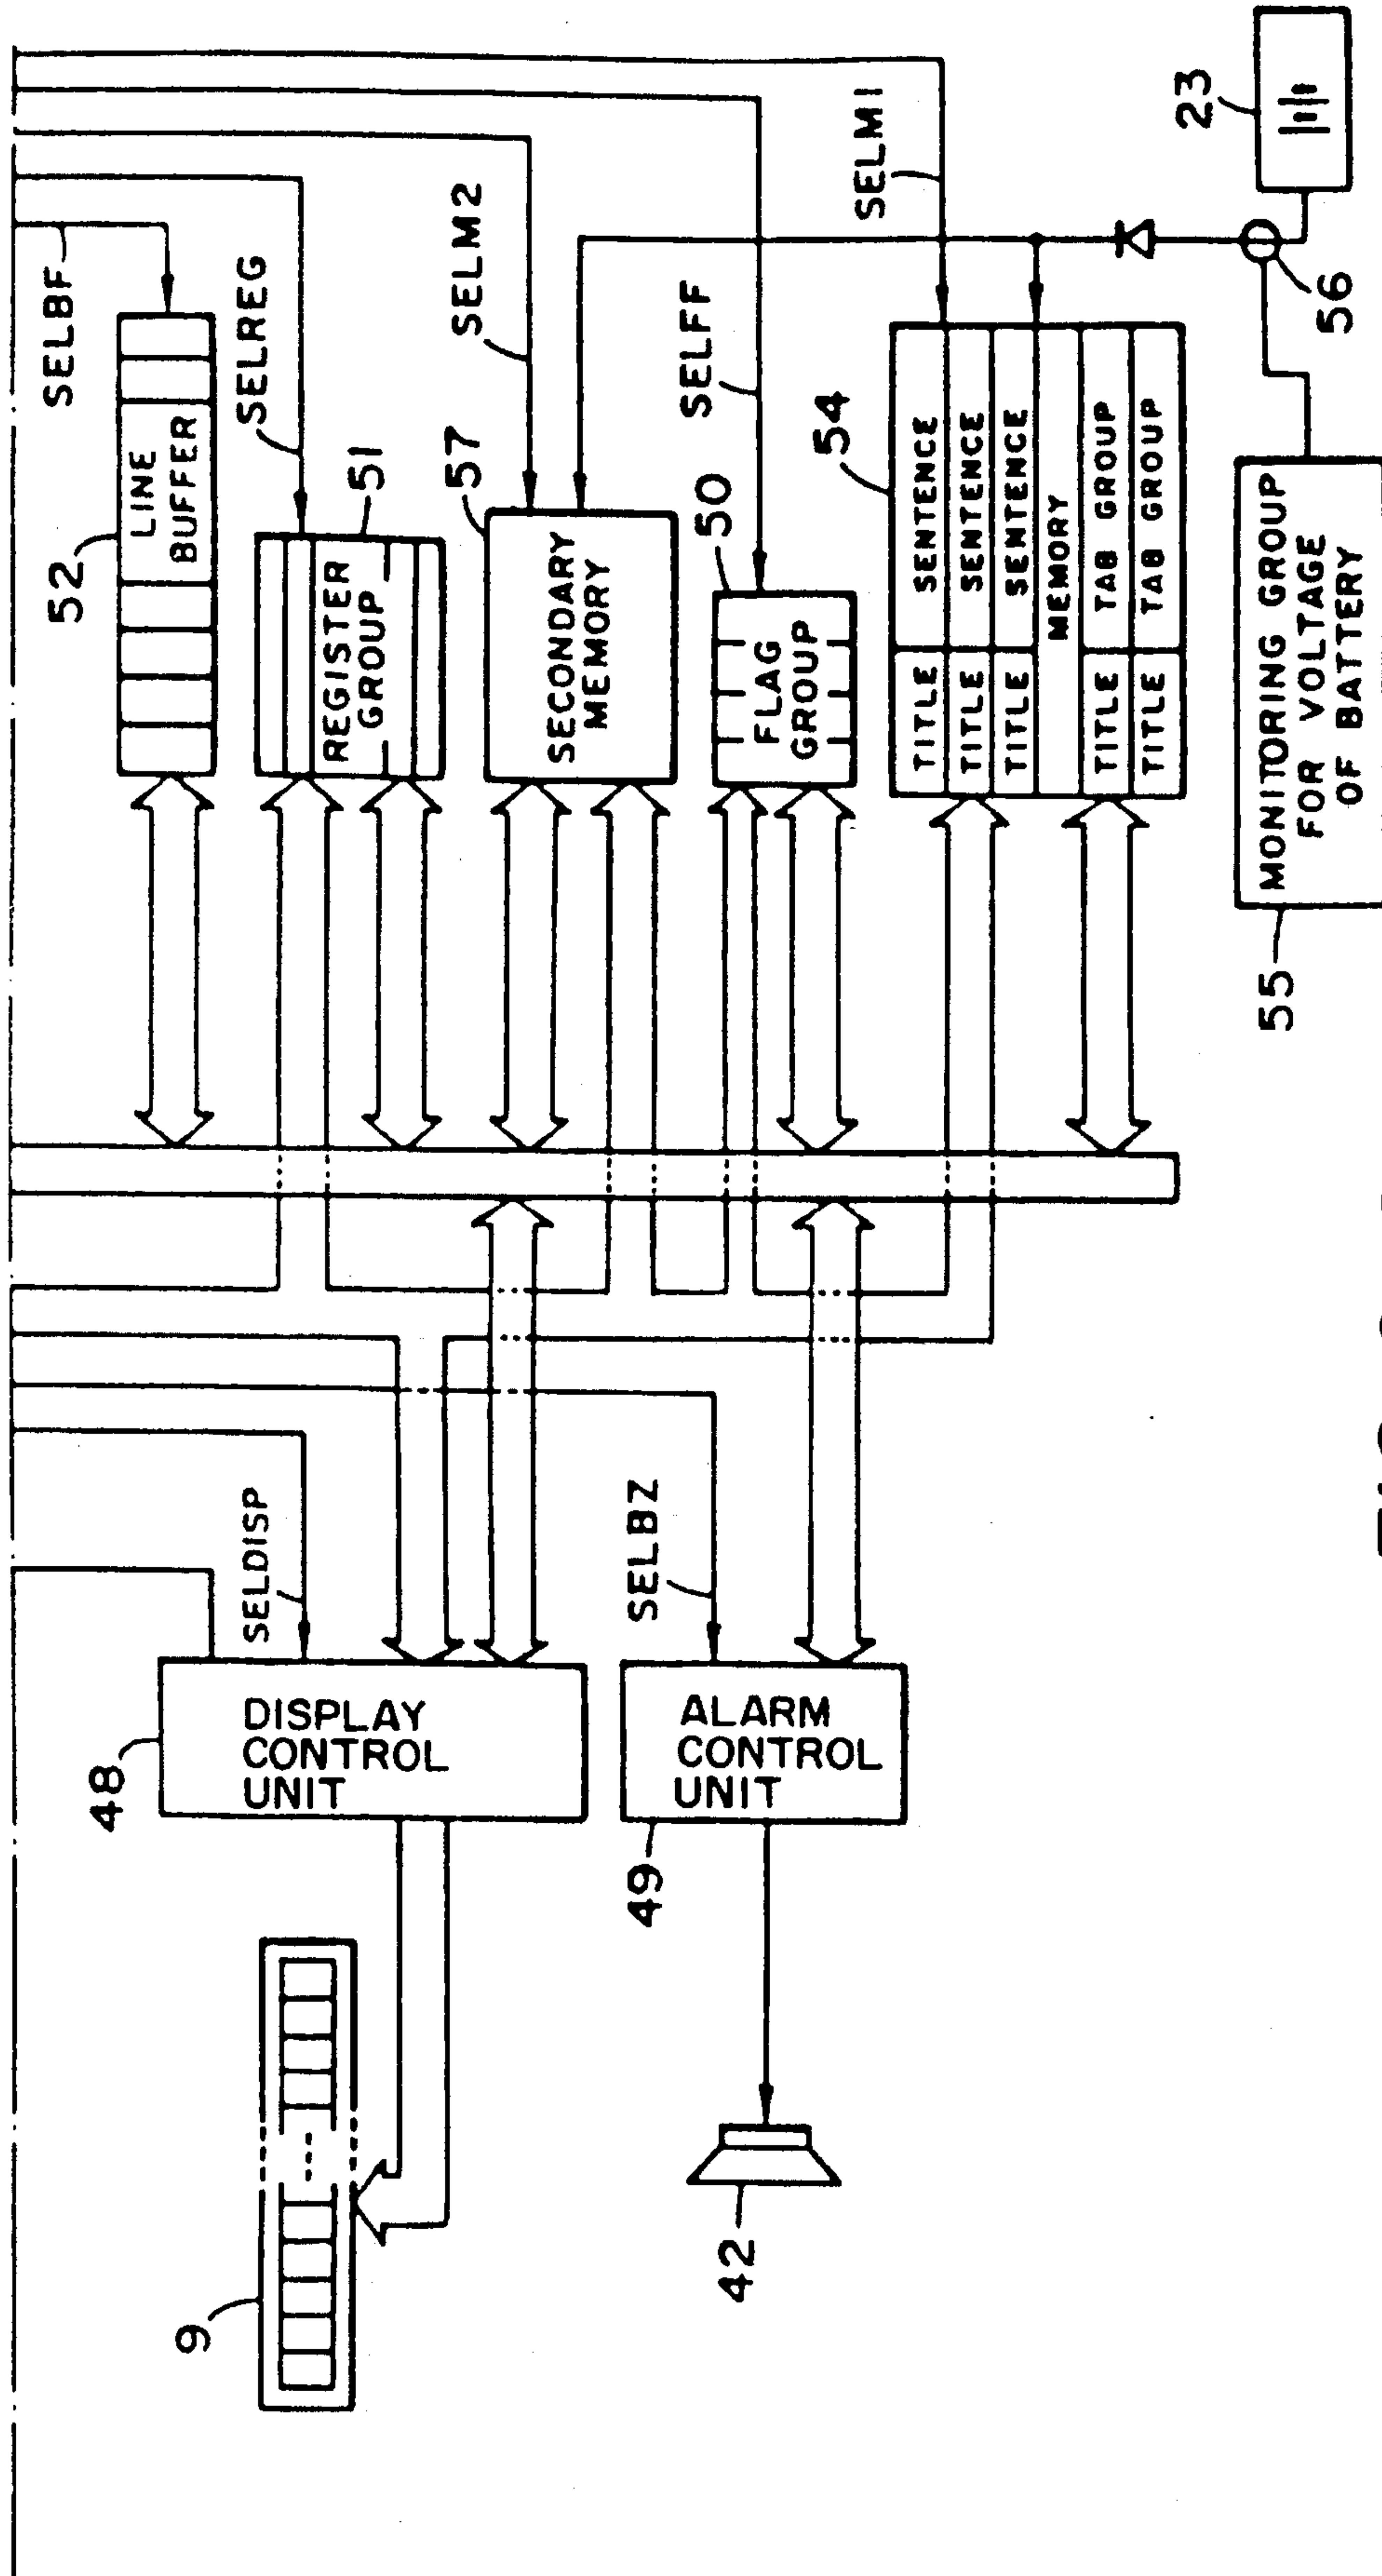 SELBF
52
LINE
BUFFER
SELREG
51
REGISTER
GROUP
SELM2
57
SECONDARY
MEMORY
SELFF
50
FLAG
GROUP
SELM1
54
TITLE SENTENCE
TITLE SENTENCE
TITLE SENTENCE
MEMORY
TITLE TAB GROUP
TITLE TAB GROUP
23
56
55
MONITORING GROUP
FOR VOLTAGE
OF BATTERY
SELDISP
48
DISPLAY
CONTROL
UNIT
SELBZ
49
ALARM
CONTROL
UNIT
9
42